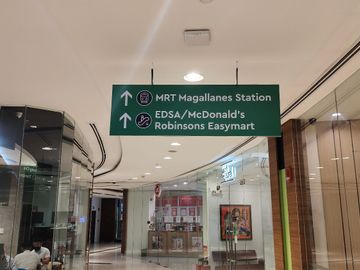 MRT Magallanes Station
EDSA/McDonald's
Robinsons Easymart